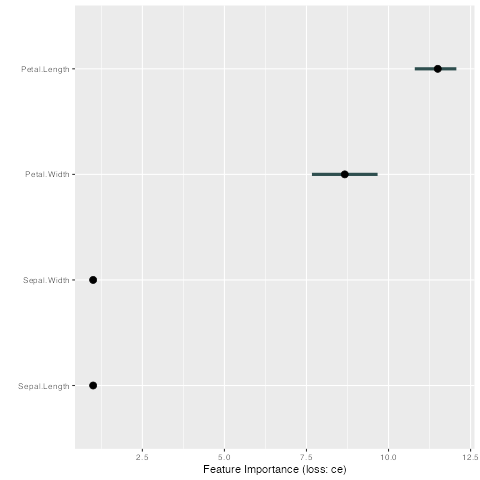 Petal.Length
Petal.Width
Sepal.Width
Sepal.Length
2.5 5.0 7.5 10.0 12.5
Feature Importance (loss: ce)